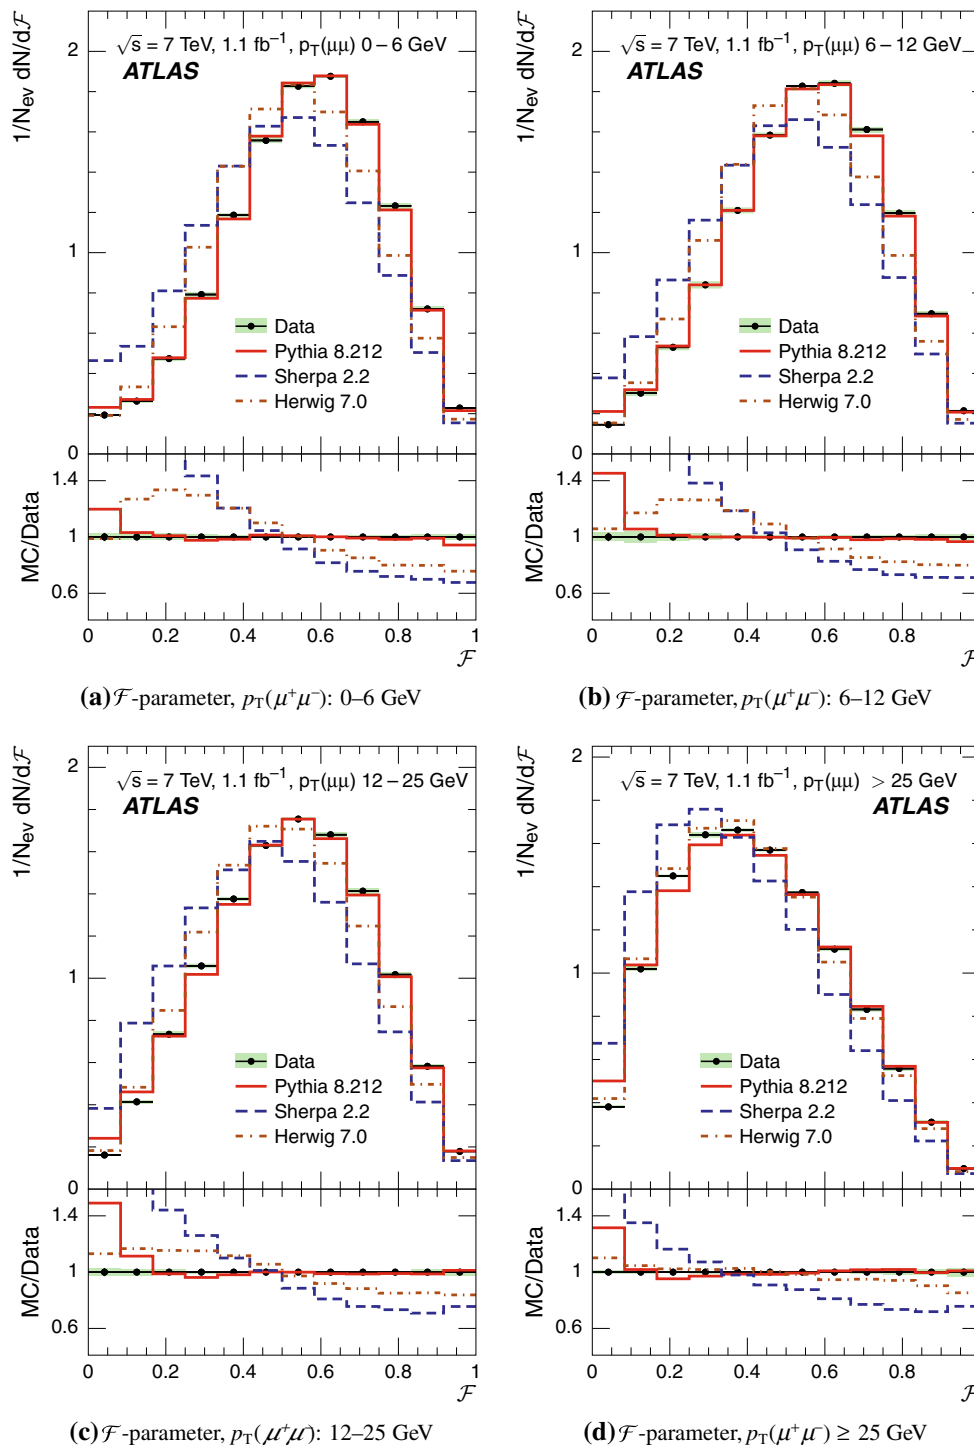 √s = 7 TeV, 1.1 fb⁻¹, p_T(μμ) 0 – 6 GeV
ATLAS
1/N_ev dN/dℱ
2
1
0
Data
Pythia 8.212
Sherpa 2.2
Herwig 7.0
MC/Data
1.4
1
0.6
0 0.2 0.4 0.6 0.8 1
ℱ
(a) ℱ-parameter, p_T(μ⁺μ⁻): 0–6 GeV
√s = 7 TeV, 1.1 fb⁻¹, p_T(μμ) 6 – 12 GeV
ATLAS
1/N_ev dN/dℱ
2
1
0
Data
Pythia 8.212
Sherpa 2.2
Herwig 7.0
MC/Data
1.4
1
0.6
0 0.2 0.4 0.6 0.8
ℱ
(b) ℱ-parameter, p_T(μ⁺μ⁻): 6–12 GeV
√s = 7 TeV, 1.1 fb⁻¹, p_T(μμ) 12 – 25 GeV
ATLAS
1/N_ev dN/dℱ
2
1
0
Data
Pythia 8.212
Sherpa 2.2
Herwig 7.0
MC/Data
1.4
1
0.6
0 0.2 0.4 0.6 0.8 1
ℱ
(c) ℱ-parameter, p_T(μ⁺μ⁻): 12–25 GeV
√s = 7 TeV, 1.1 fb⁻¹, p_T(μμ) > 25 GeV
ATLAS
1/N_ev dN/dℱ
2
1
0
Data
Pythia 8.212
Sherpa 2.2
Herwig 7.0
MC/Data
1.4
1
0.6
0 0.2 0.4 0.6 0.8
ℱ
(d) ℱ-parameter, p_T(μ⁺μ⁻) ≥ 25 GeV